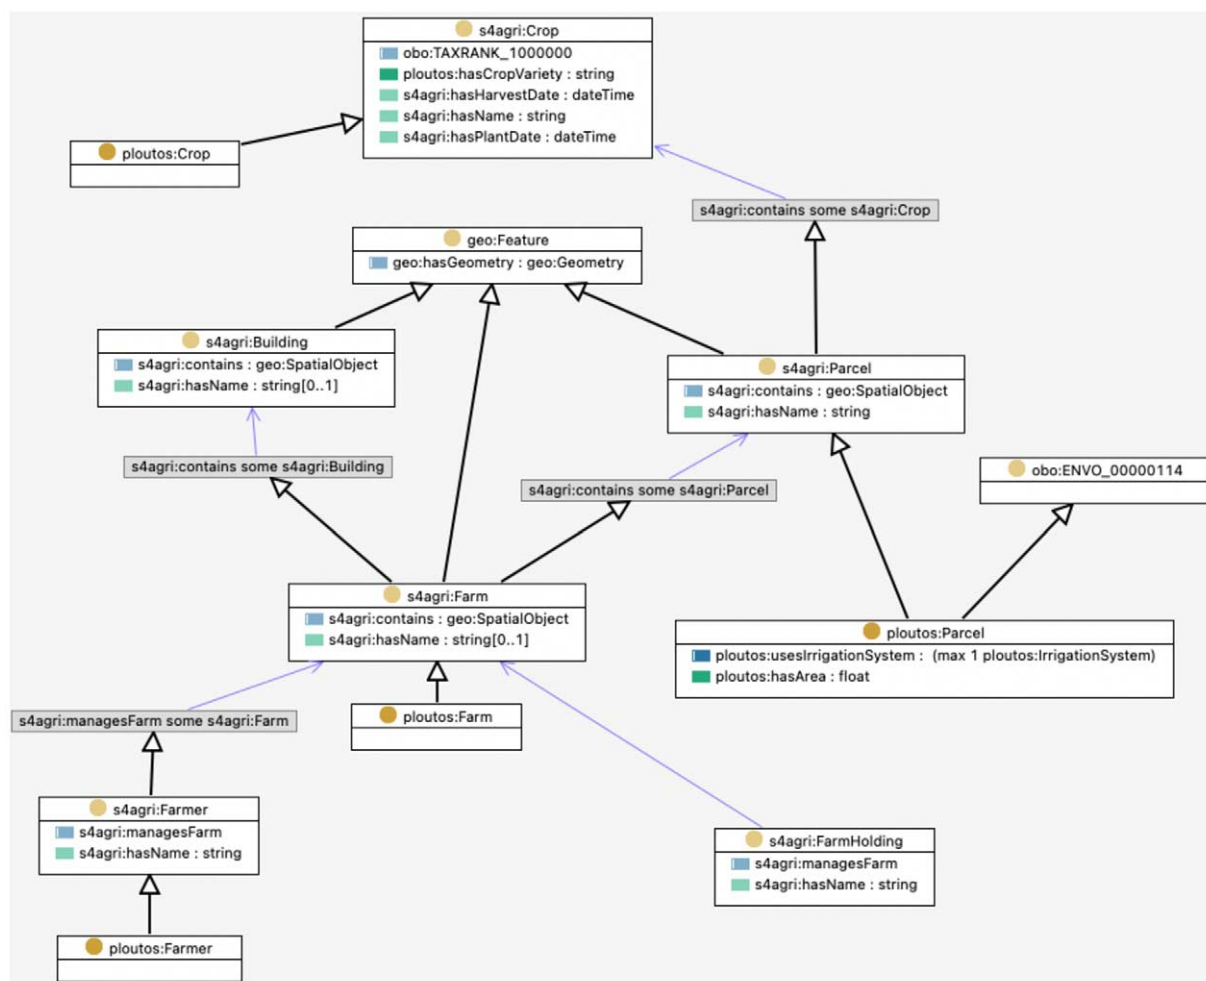 s4agri:Crop
obo:TAXRANK_1000000
ploutos:hasCropVariety : string
s4agri:hasHarvestDate : dateTime
s4agri:hasName : string
s4agri:hasPlantDate : dateTime
ploutos:Crop
s4agri:contains some s4agri:Crop
geo:Feature
geo:hasGeometry : geo:Geometry
s4agri:Building
s4agri:contains : geo:SpatialObject
s4agri:hasName : string[0..1]
s4agri:Parcel
s4agri:contains : geo:SpatialObject
s4agri:hasName : string
s4agri:contains some s4agri:Building
s4agri:contains some s4agri:Parcel
obo:ENVO_00000114
s4agri:Farm
s4agri:contains : geo:SpatialObject
s4agri:hasName : string[0..1]
ploutos:Parcel
ploutos:usesIrrigationSystem : (max 1 ploutos:IrrigationSystem)
ploutos:hasArea : float
s4agri:managesFarm some s4agri:Farm
ploutos:Farm
s4agri:Farmer
s4agri:managesFarm
s4agri:hasName : string
s4agri:FarmHolding
s4agri:managesFarm
s4agri:hasName : string
ploutos:Farmer